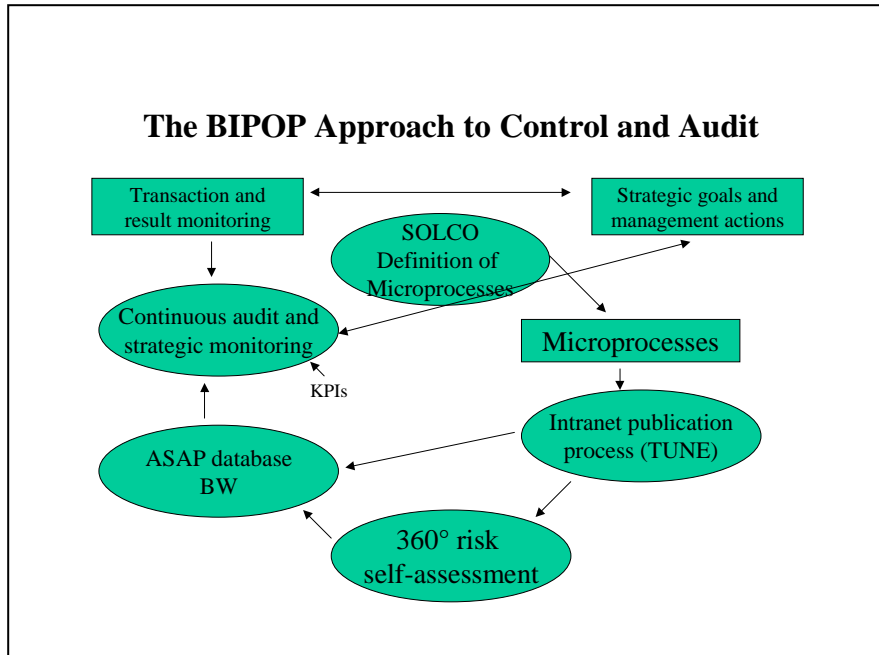 The BIPOP Approach to Control and Audit
Transaction and
result monitoring
Strategic goals and
management actions
SOLCO
Definition of
Microprocesses
Continuous audit and
strategic monitoring
Microprocesses
KPIs
Intranet publication
process (TUNE)
ASAP database
BW
360° risk
self-assessment